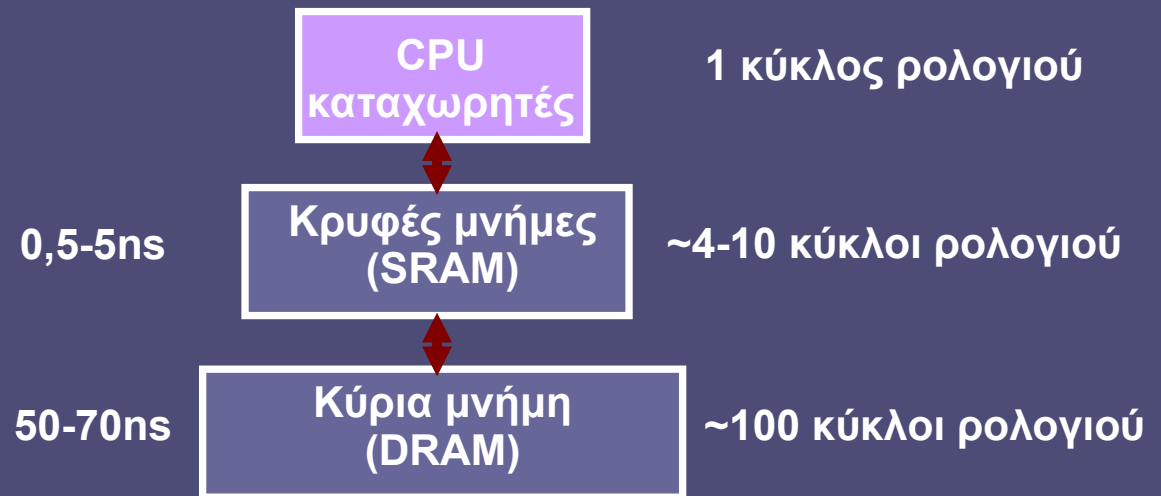 CPU
καταχωρητές
1 κύκλος ρολογιού
0,5-5ns
Κρυφές μνήμες
(SRAM)
~4-10 κύκλοι ρολογιού
50-70ns
Κύρια μνήμη
(DRAM)
~100 κύκλοι ρολογιού